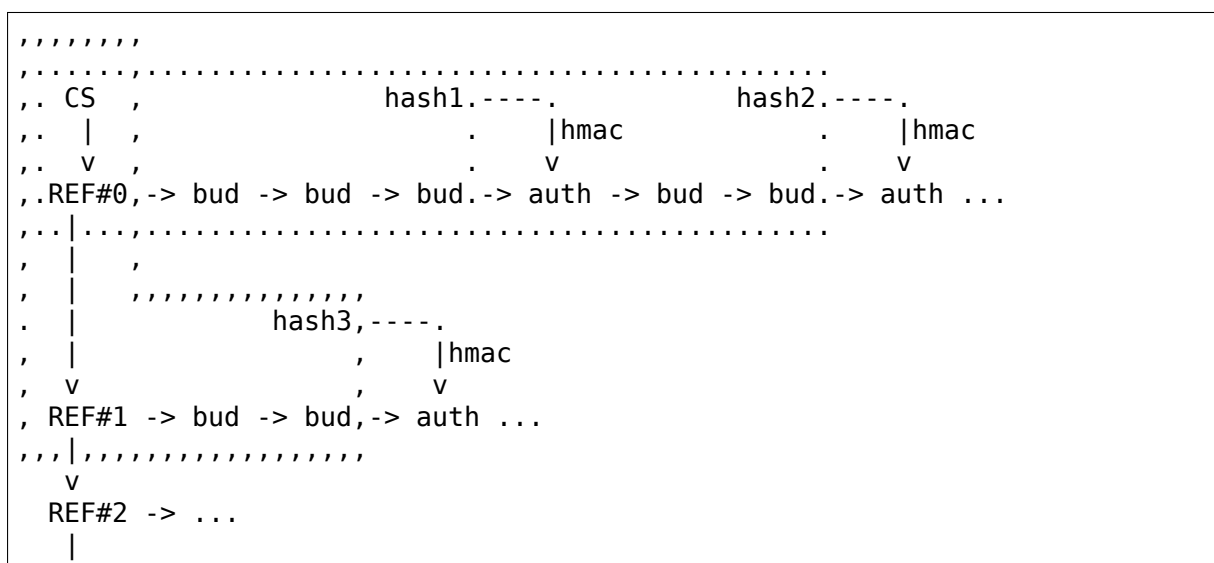 ,,,,,,,,
,......,...........................................
,. CS  ,               hash1.----.           hash2.----.
,.  |  ,                    .    |hmac            .    |hmac
,.  v  ,                    .    v                .    v
,.REF#0,-> bud -> bud -> bud.-> auth -> bud -> bud.-> auth ...
,..|...,...........................................
,  |   ,
,  |   ,,,,,,,,,,,,,,,
.  |            hash3,----.
,  |                 ,    |hmac
,  v                 ,    v
, REF#1 -> bud -> bud,-> auth ...
,,,|,,,,,,,,,,,,,,,,,,
   v
  REF#2 -> ...
   |